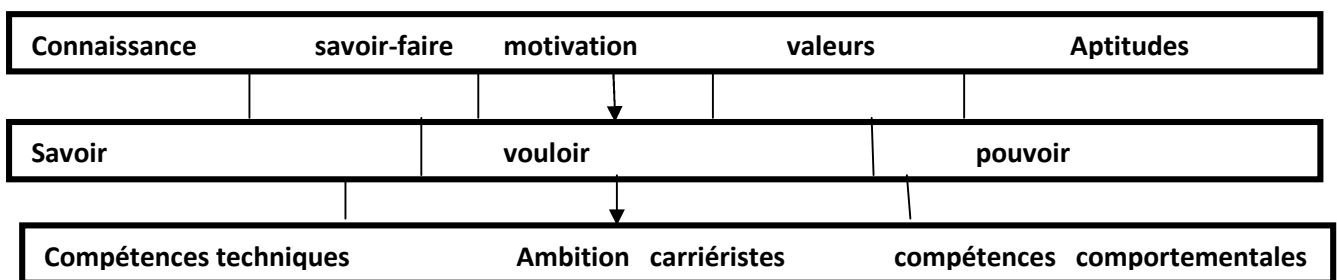 Connaissance savoir-faire motivation valeurs Aptitudes
Savoir vouloir pouvoir
Compétences techniques Ambition carriéristes compétences comportementales